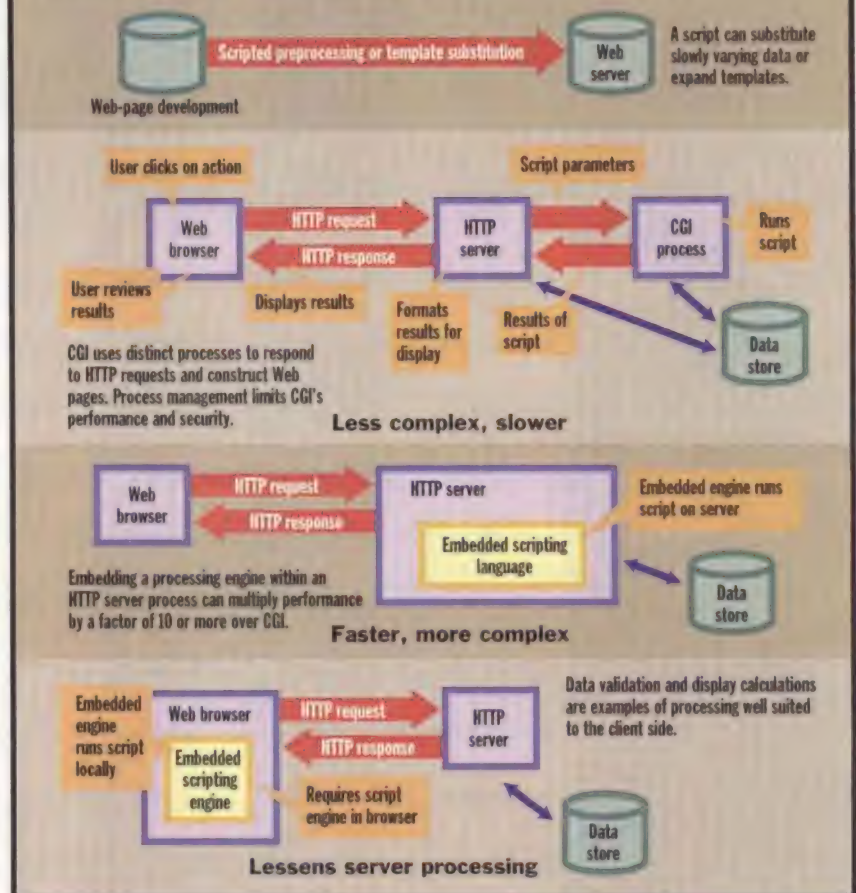 Scripted preprocessing or template substitution
Web-page development
Web
server
A script can substitute
slowly varying data or
expand templates.
User clicks on action
Script parameters
Web
browser
HTTP request
HTTP response
HTTP
server
CGI
process
Runs
script
User reviews
results
Displays results
Formats
results for
display
Results of
script
Data
store
CGI uses distinct processes to respond
to HTTP requests and construct Web
pages. Process management limits CGI's
performance and security.
Less complex, slower
Web
browser
HTTP request
HTTP response
HTTP server
Embedded scripting
language
Embedded engine runs
script on server
Data
store
Embedding a processing engine within an
HTTP server process can multiply performance
by a factor of 10 or more over CGI.
Faster, more complex
Embedded
engine
runs script
locally
Web browser
Embedded
scripting
engine
HTTP request
HTTP response
HTTP
server
Data validation and display calculations
are examples of processing well suited
to the client side.
Requires script
engine in browser
Data
store
Lessens server processing